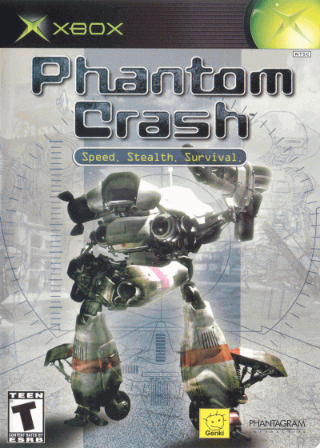 XBOX
NTSC
Phantom
Crash
Speed. Stealth. Survival.
TEEN
T
CONTENT RATED BY
ESRB
Genki
PHANTAGRAM